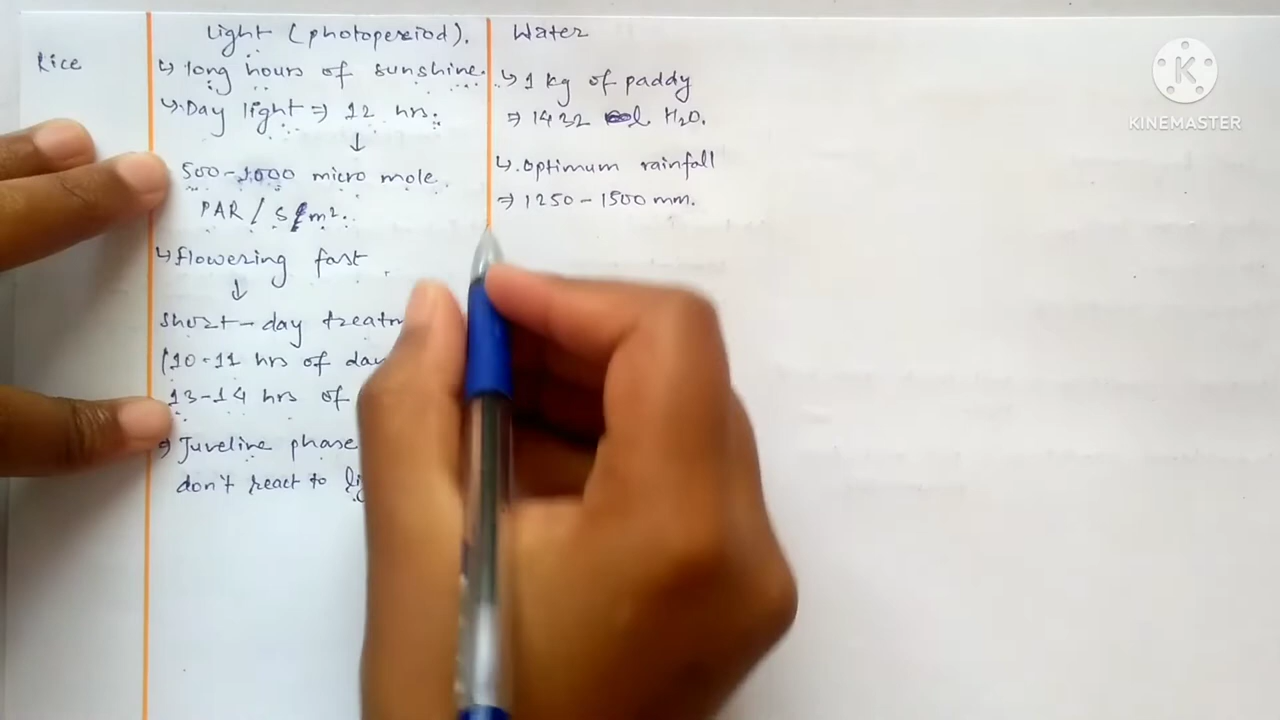 Rice
Light (photoperiod).
↳ long hours of sunshine.
↳ Day light ⇒ 12 hrs.
↓
500-1000 micro mole
PAR / S/m².
↳ flowering fast
↓
Short-day
(10-11 hrs of
13-14 hrs of
⇒ Juveline phase
don't react to
Water
↳ 1 kg of paddy
⇒ 1432 l H₂O.
↳ Optimum rainfall
⇒ 1250 - 1500 mm.
K
KINEMASTER